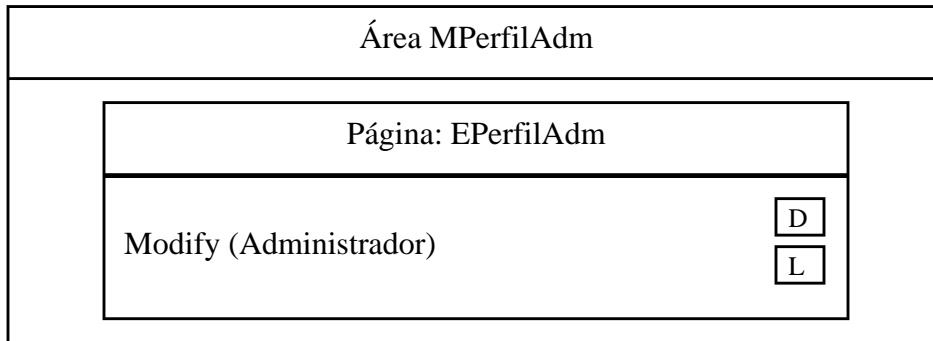 Área MPerfilAdm
Página: EPerfilAdm
D
Modify (Administrador)
L